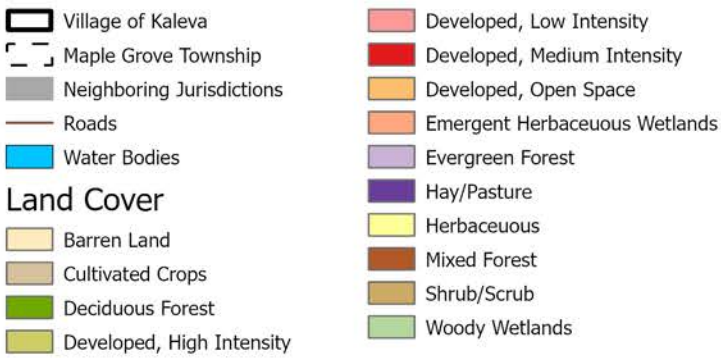 Village of Kaleva
Maple Grove Township
Neighboring Jurisdictions
Roads
Water Bodies
Land Cover
Barren Land
Cultivated Crops
Deciduous Forest
Developed, High Intensity
Developed, Low Intensity
Developed, Medium Intensity
Developed, Open Space
Emergent Herbaceuous Wetlands
Evergreen Forest
Hay/Pasture
Herbaceuous
Mixed Forest
Shrub/Scrub
Woody Wetlands